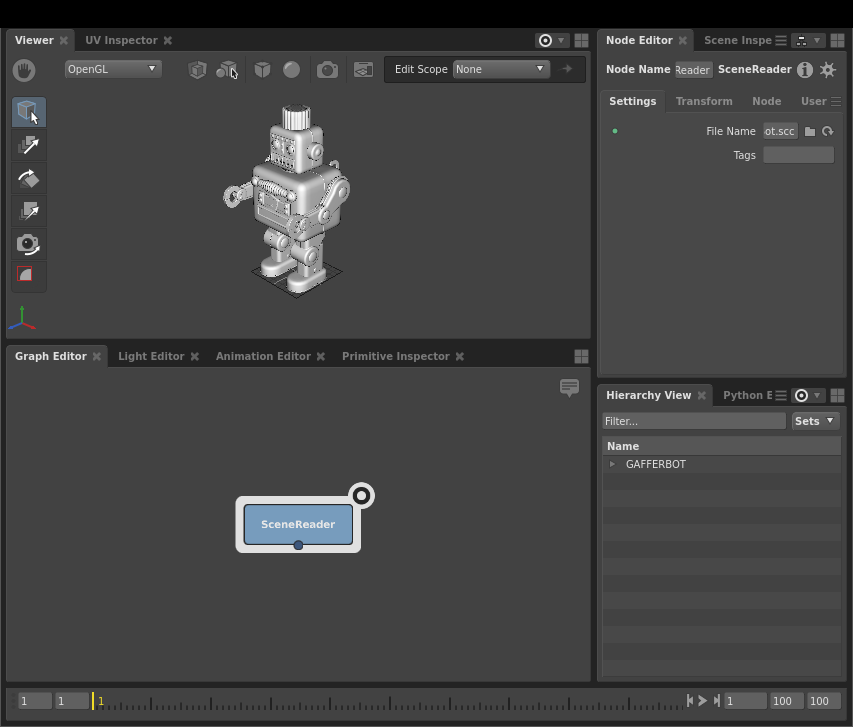 Viewer
UV Inspector
OpenGL
Edit Scope
None
Graph Editor
Light Editor
Animation Editor
Primitive Inspector
SceneReader
Node Editor
Scene Inspe
Node Name
Reader
SceneReader
Settings
Transform
Node
User
File Name
ot.scc
Tags
Hierarchy View
Python E
Filter...
Sets
Name
GAFFERBOT
1
1
1
1
100
100